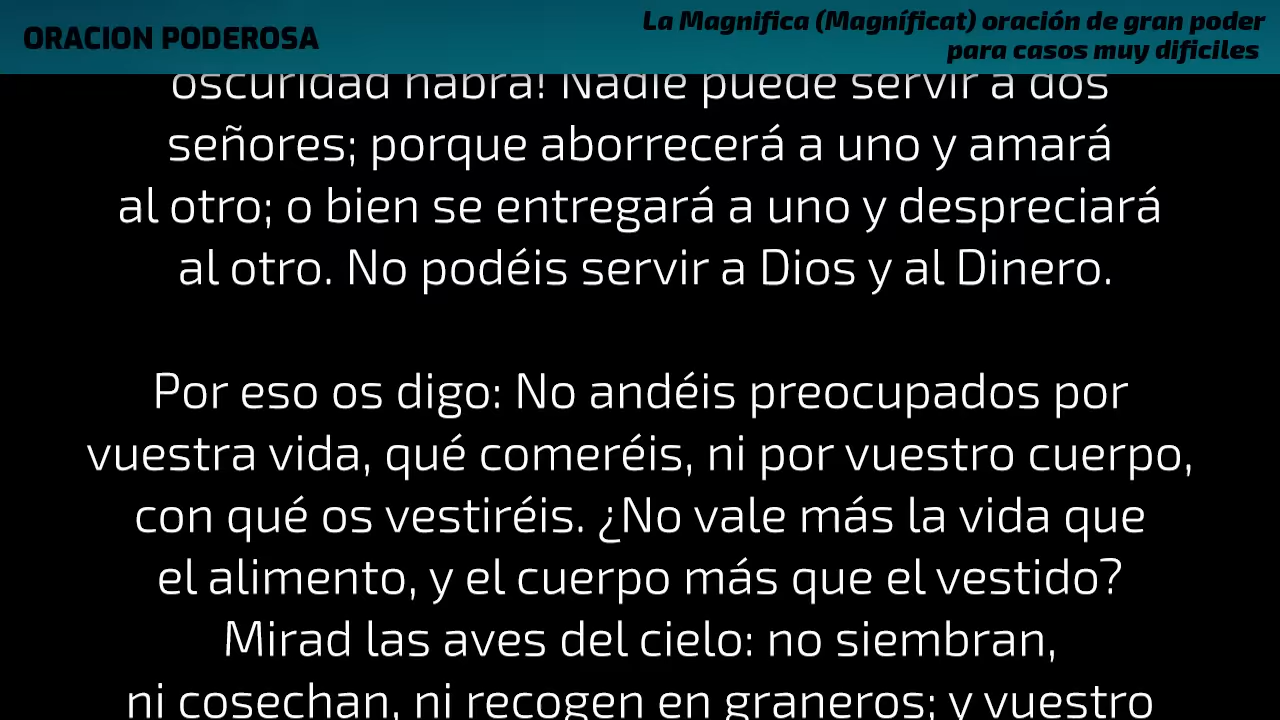 ORACION PODEROSA
La Magnifica (Magníficat) oración de gran poder
para casos muy dificiles
oscuridad habrá! Nadie puede servir a dos
señores; porque aborrecerá a uno y amará
al otro; o bien se entregará a uno y despreciará
al otro. No podéis servir a Dios y al Dinero.
Por eso os digo: No andéis preocupados por
vuestra vida, qué comeréis, ni por vuestro cuerpo,
con qué os vestiréis. ¿No vale más la vida que
el alimento, y el cuerpo más que el vestido?
Mirad las aves del cielo: no siembran,
ni cosechan, ni recogen en graneros; y vuestro